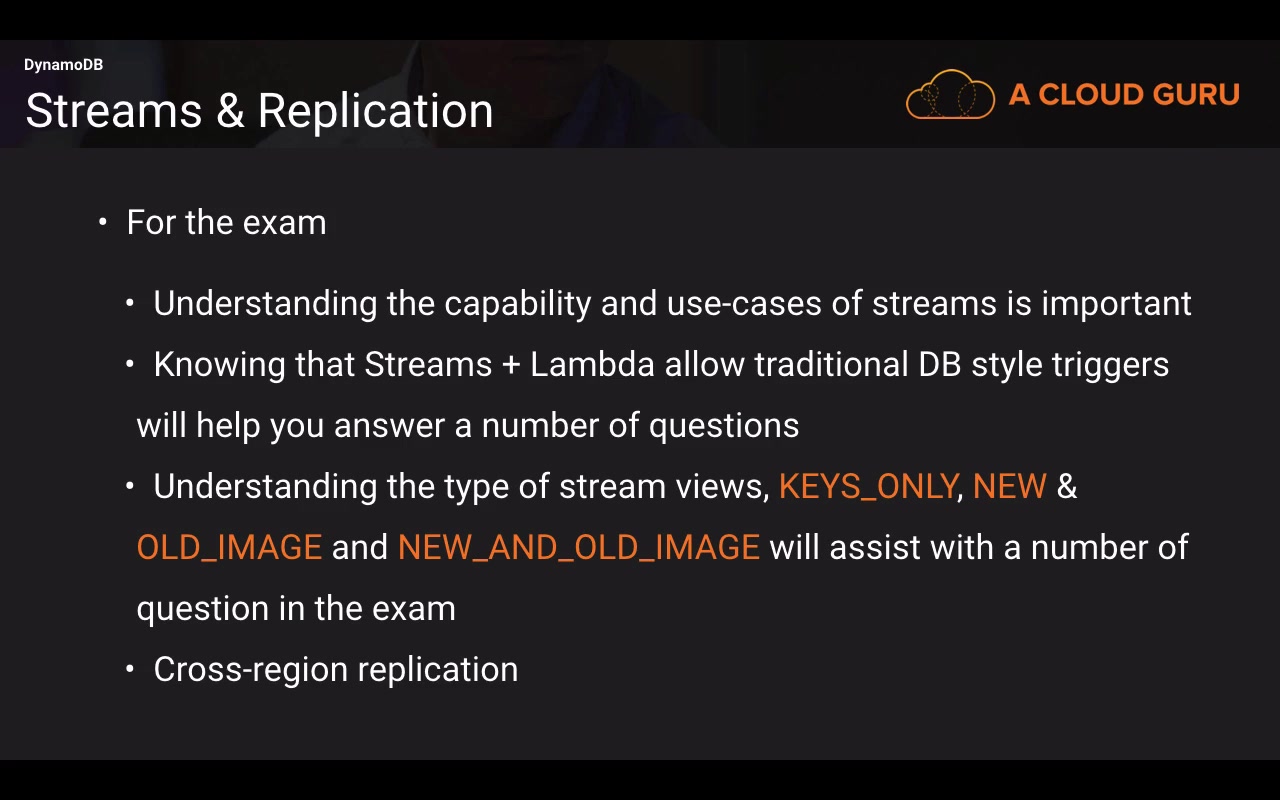 DynamoDB
Streams & Replication
A CLOUD GURU
• For the exam
• Understanding the capability and use-cases of streams is important
• Knowing that Streams + Lambda allow traditional DB style triggers
will help you answer a number of questions
• Understanding the type of stream views, KEYS_ONLY, NEW &
OLD_IMAGE and NEW_AND_OLD_IMAGE will assist with a number of
question in the exam
• Cross-region replication